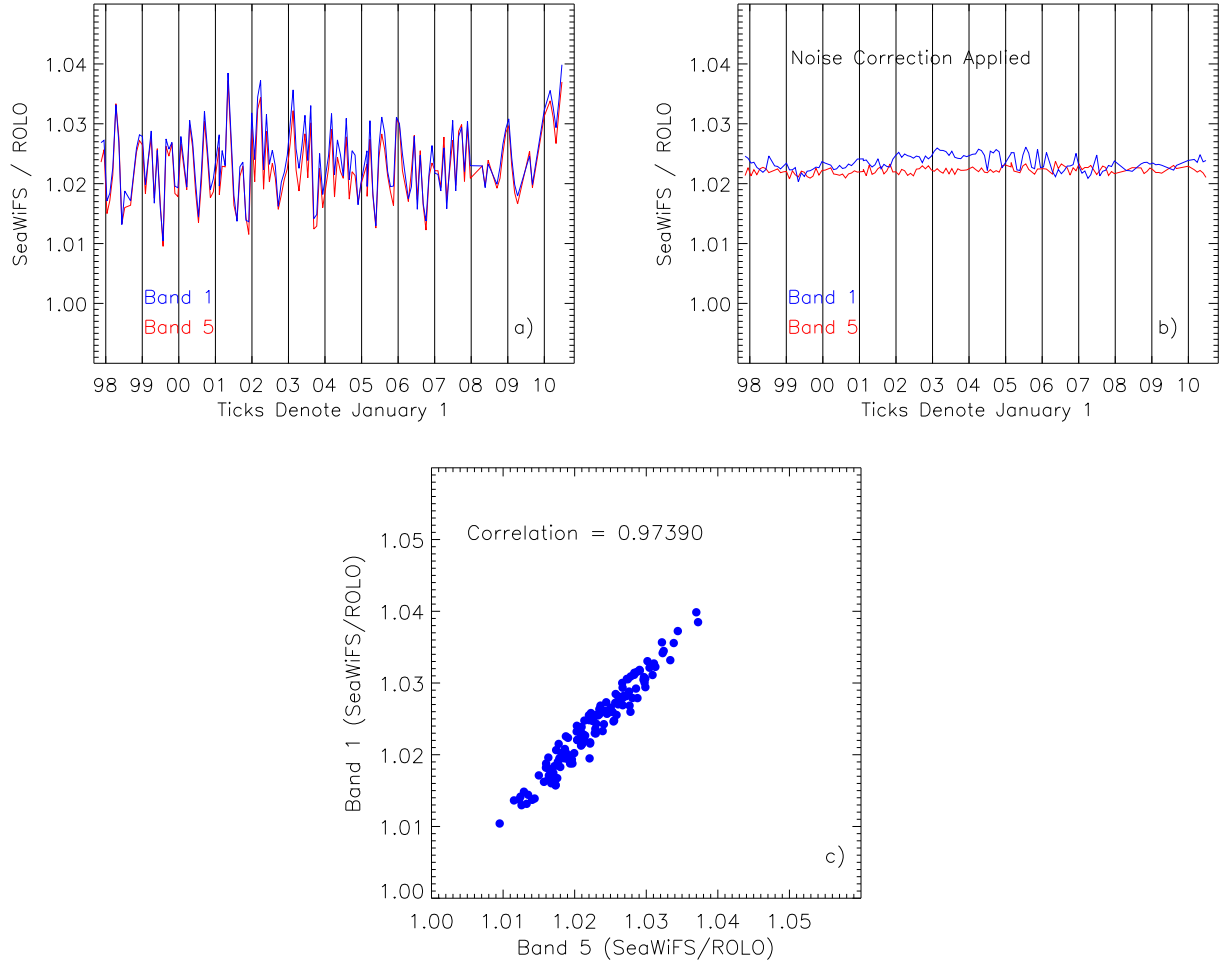 SeaWiFS / ROLO
1.04
1.03
1.02
1.01
1.00
Band 1
Band 5
a)
98 99 00 01 02 03 04 05 06 07 08 09 10
Ticks Denote January 1
SeaWiFS / ROLO
1.04
1.03
1.02
1.01
1.00
Noise Correction Applied
Band 1
Band 5
b)
98 99 00 01 02 03 04 05 06 07 08 09 10
Ticks Denote January 1
Band 1 (SeaWiFS/ROLO)
1.05
1.04
1.03
1.02
1.01
1.00
Correlation = 0.97390
c)
1.00 1.01 1.02 1.03 1.04 1.05
Band 5 (SeaWiFS/ROLO)